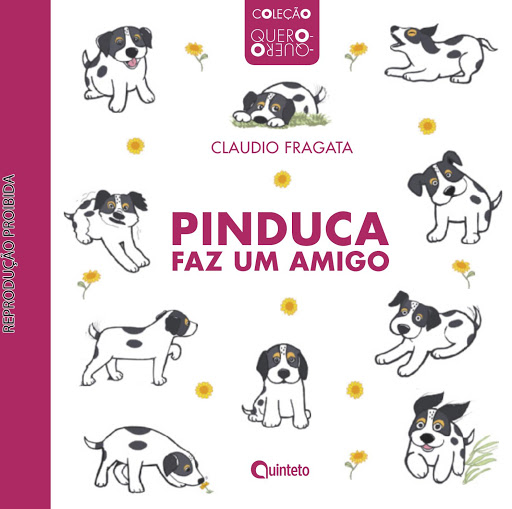 COLEÇÃO
QUERO-
QUERO-
CLAUDIO FRAGATA
PINDUCA
FAZ UM AMIGO
Quinteto
REPRODUÇÃO PROIBIDA